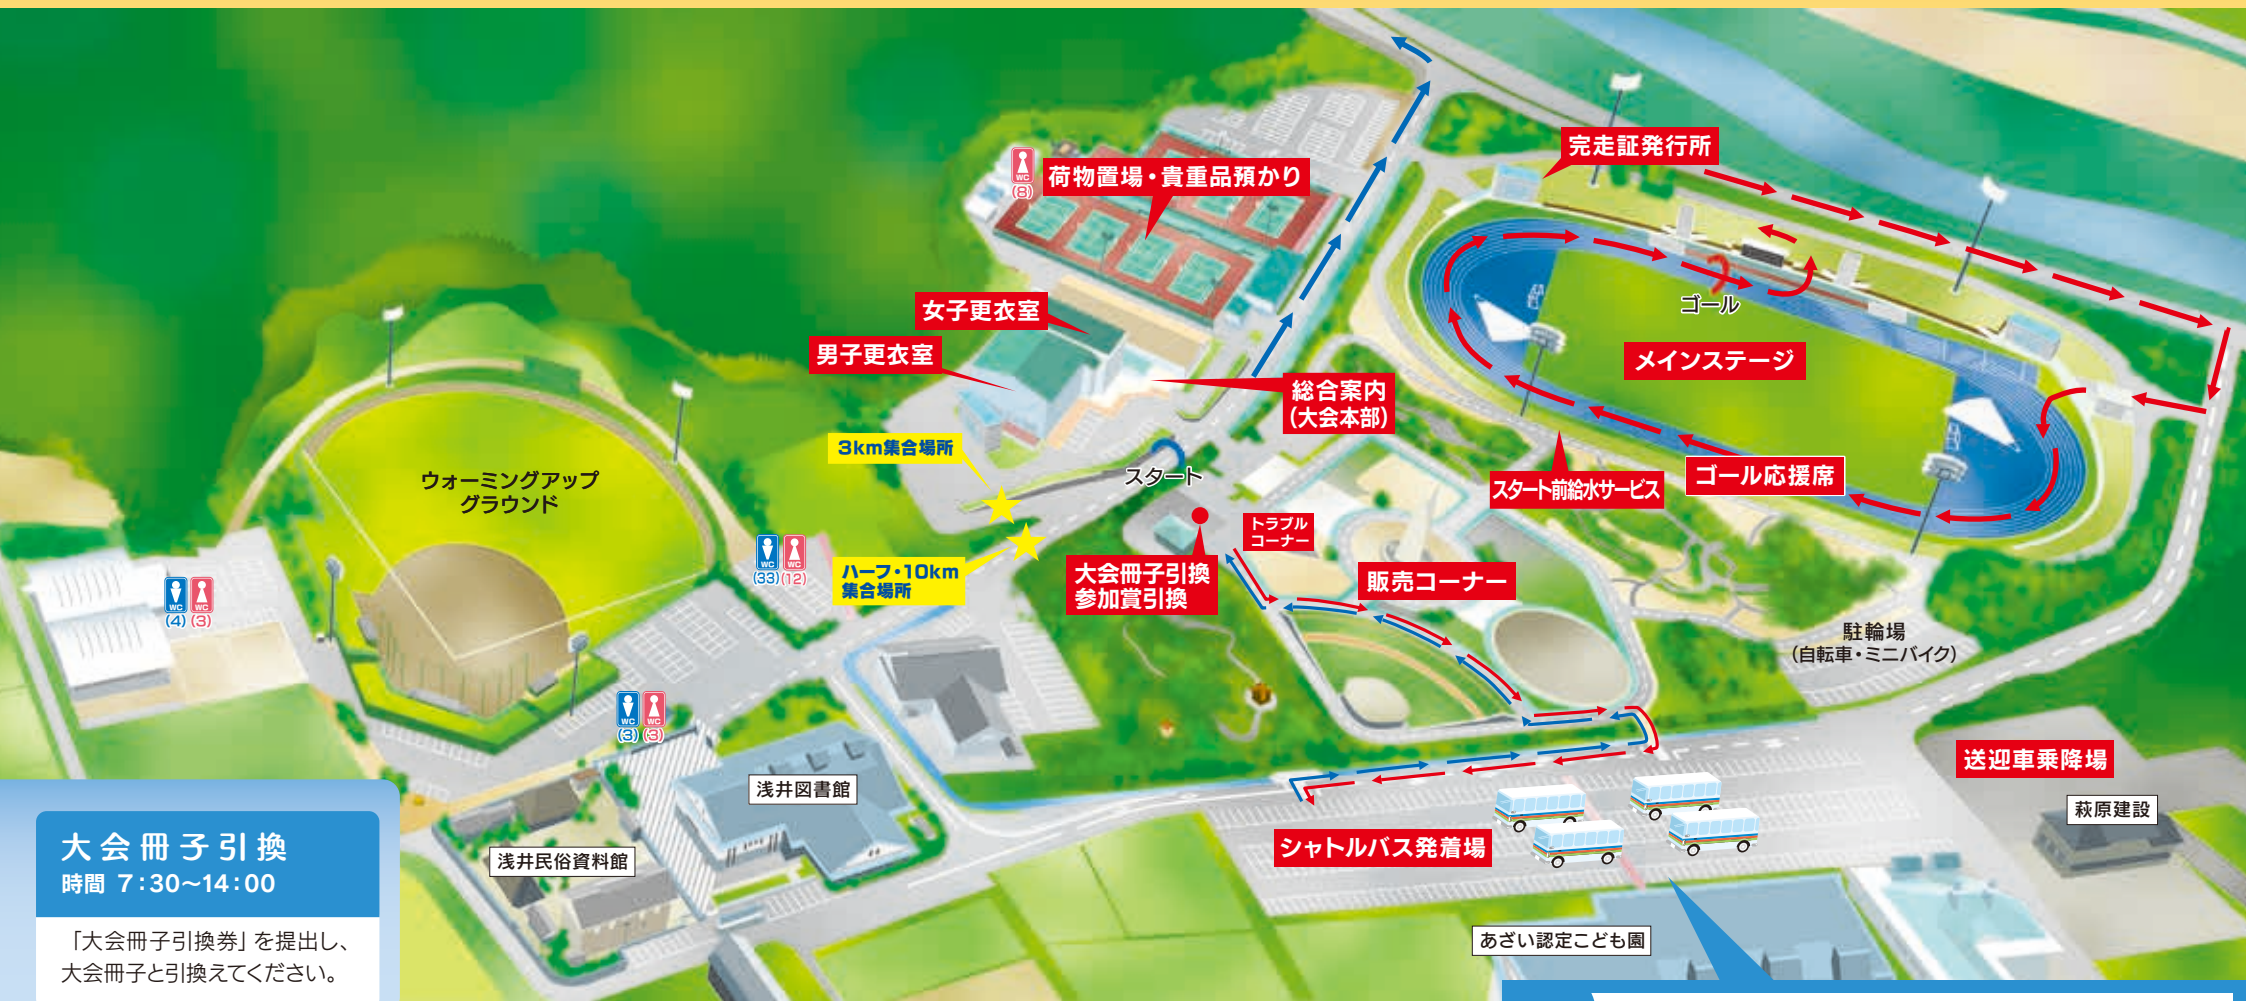 完走証発行所
WC
(8)
荷物置場・貴重品預かり
女子更衣室
男子更衣室
総合案内
(大会本部)
ゴール
メインステージ
3km集合場所
スタート
スタート前給水サービス
ゴール応援席
ウォーミングアップ
グラウンド
トラブル
コーナー
WC
WC
(33)
(12)
ハーフ・10km
集合場所
大会冊子引換
参加賞引換
販売コーナー
WC
WC
(4)
(3)
駐輪場
(自転車・ミニバイク)
WC
WC
(3)
(3)
送迎車乗降場
浅井図書館
萩原建設
シャトルバス発着場
浅井民俗資料館
あざい認定こども園
大会冊子引換
時間 7:30～14:00
「大会冊子引換券」を提出し、
大会冊子と引換えてください。